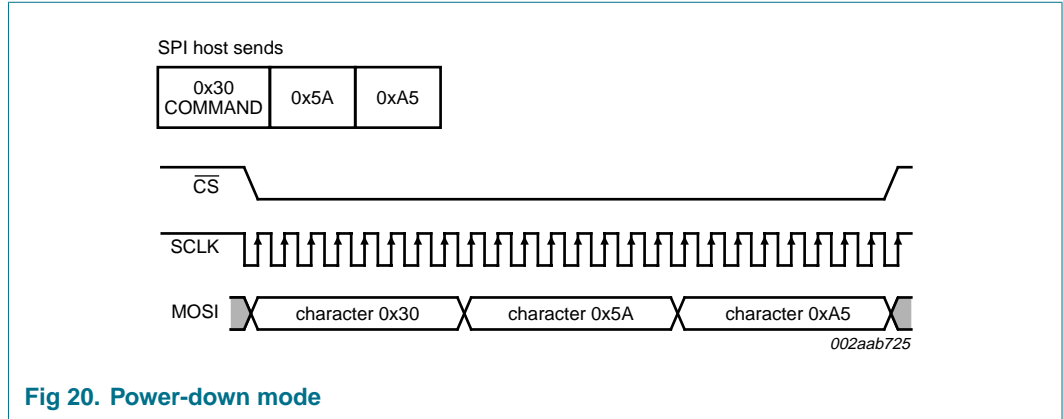 SPI host sends
0x30
COMMAND
0x5A
0xA5
CS
SCLK
MOSI
character 0x30
character 0x5A
character 0xA5
002aab725
Fig 20. Power-down mode